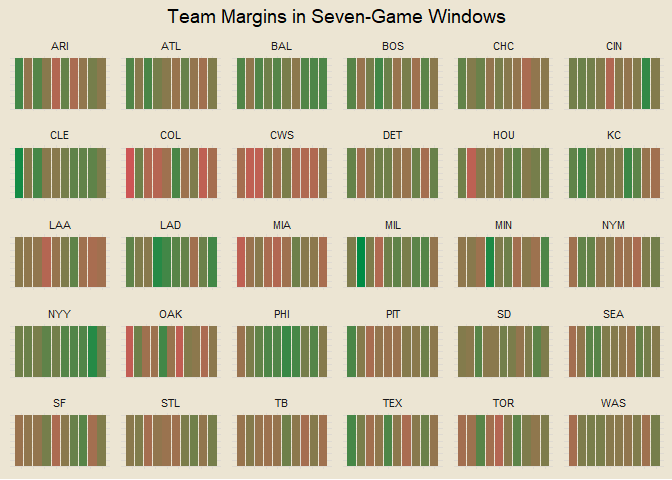 Team Margins in Seven-Game Windows
ARI ATL BAL BOS CHC CIN
CLE COL CWS DET HOU KC
LAA LAD MIA MIL MIN NYM
NYY OAK PHI PIT SD SEA
SF STL TB TEX TOR WAS